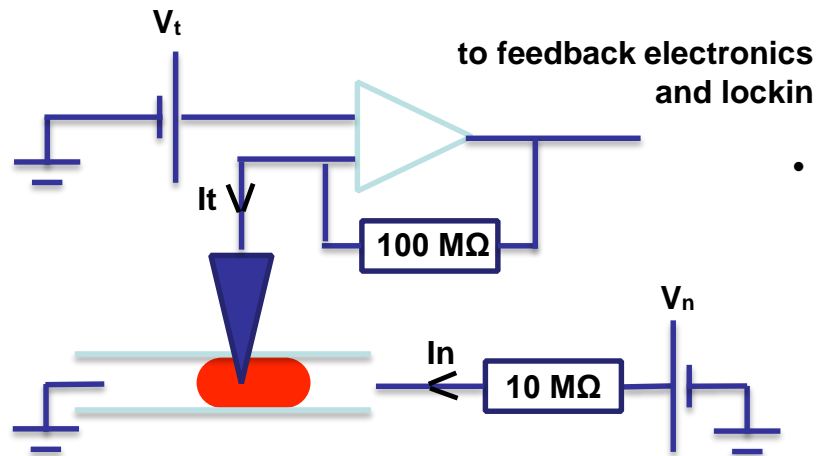 Vt
to feedback electronics
and lockin
•
It
100 MΩ
Vn
In
10 MΩ